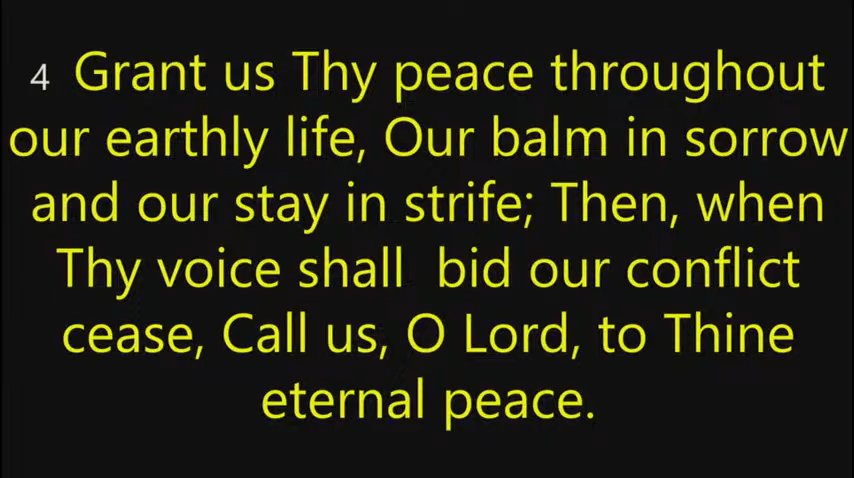 4 Grant us Thy peace throughout
our earthly life, Our balm in sorrow
and our stay in strife; Then, when
Thy voice shall  bid our conflict
cease, Call us, O Lord, to Thine
eternal peace.